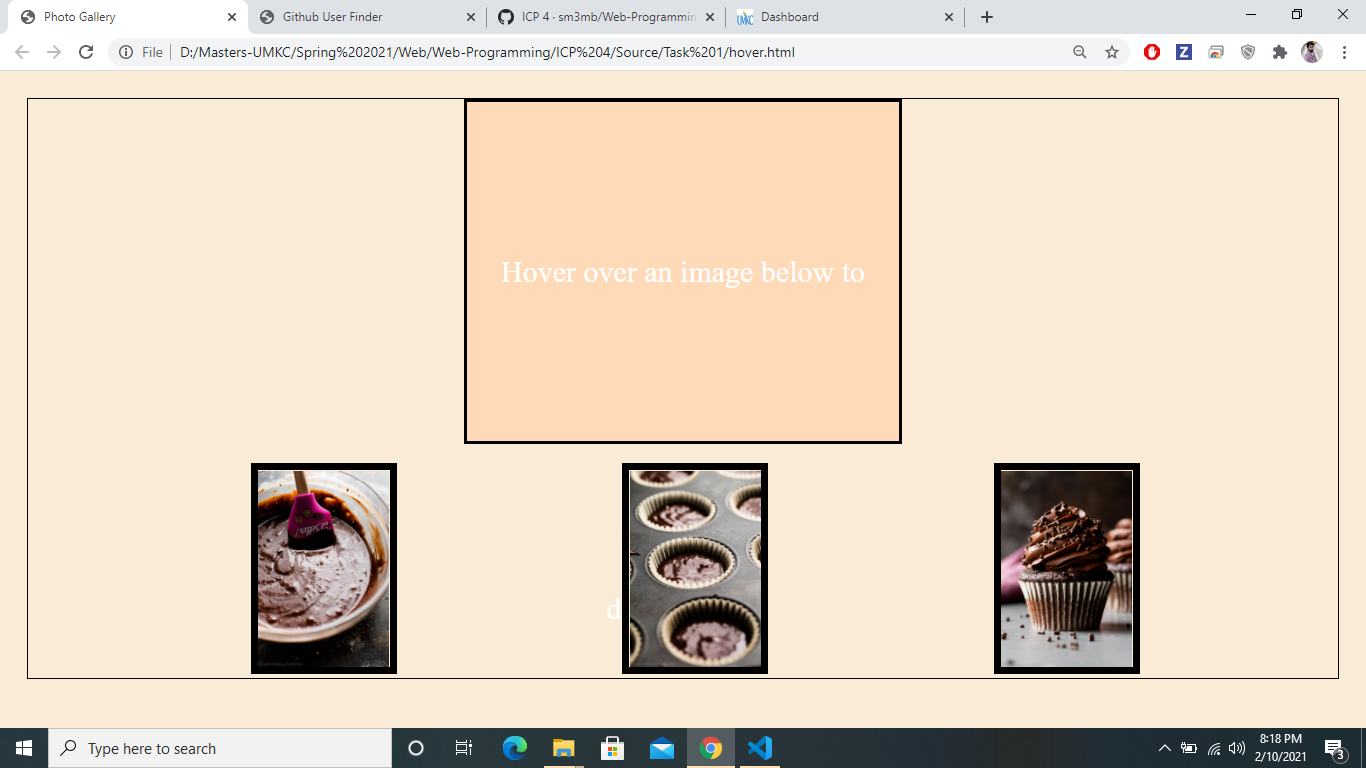 Photo Gallery
Github User Finder
ICP 4 · sm3mb/Web-Programmin
UMKC
Dashboard
File
D:/Masters-UMKC/Spring%202021/Web/Web-Programming/ICP%204/Source/Task%201/hover.html
Z
Hover over an image below to
d
Type here to search
8:18 PM
2/10/2021
3